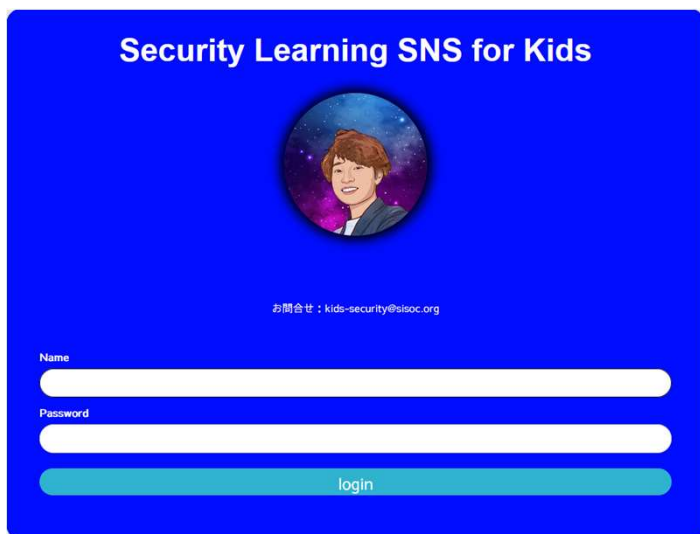 Security Learning SNS for Kids
お問合せ：kids-security@sisoc.org
Name
Password
login